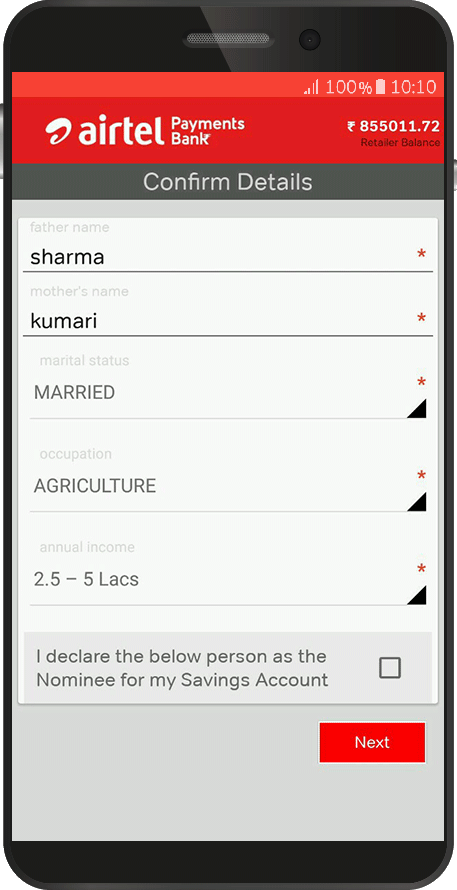 100% 10:10
airtel Payments Bank
₹ 855011.72
Retailer Balance
Confirm Details
father name
sharma *
mother's name
kumari *
marital status
MARRIED *
occupation
AGRICULTURE *
annual income
2.5 – 5 Lacs *
I declare the below person as the
Nominee for my Savings Account
Next